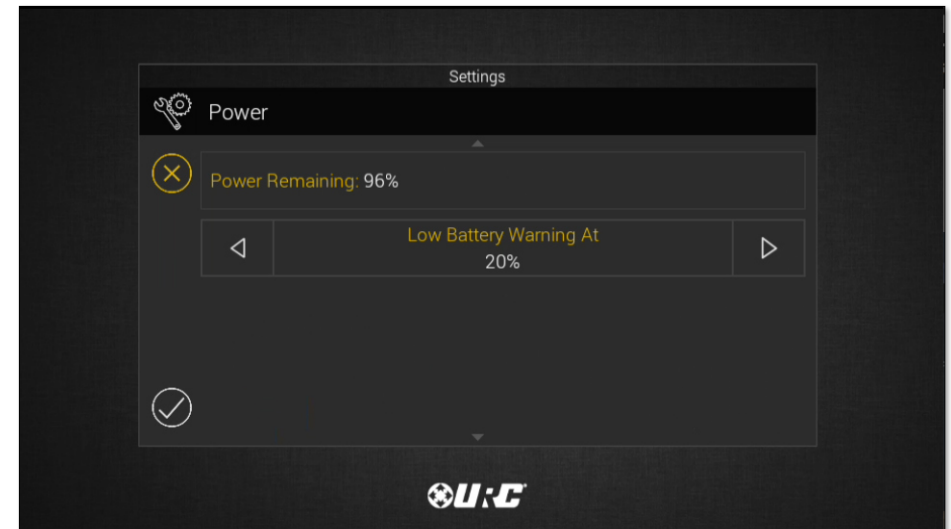 Settings
Power
Power Remaining: 96%
Low Battery Warning At
20%
URC